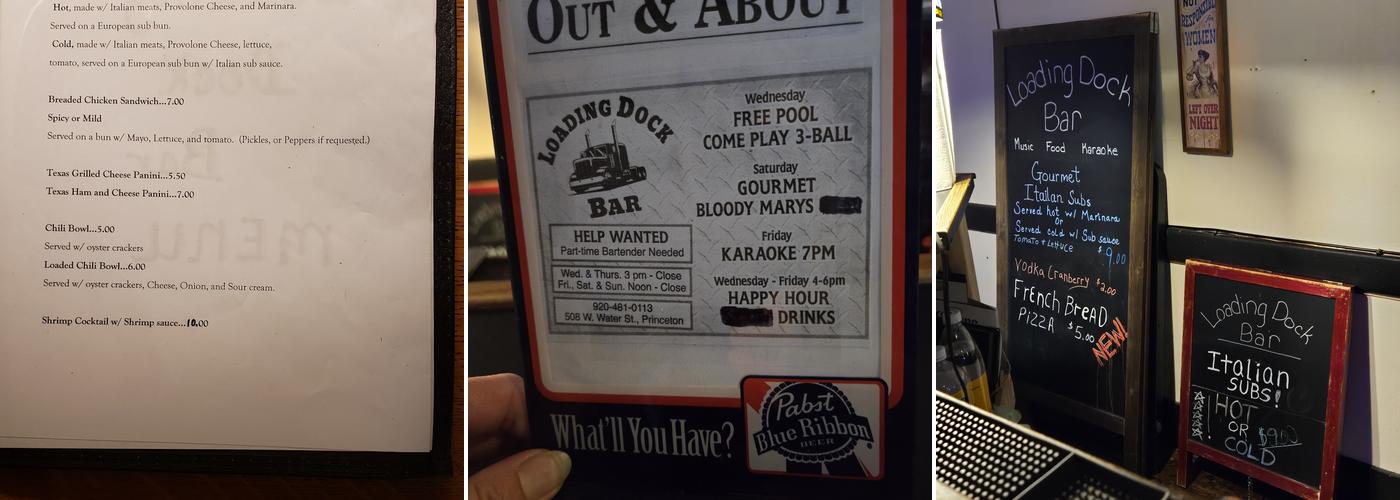 Hot, made w/ Italian meats, Provolone Cheese, and Marinara.
Served on a European sub bun.
Cold, made w/ Italian meats, Provolone Cheese, lettuce,
tomato, served on a European sub bun w/ Italian sub sauce.
Breaded Chicken Sandwich...7.00
Spicy or Mild
Served on a bun w/ Mayo, Lettuce, and tomato. (Pickles, or Peppers if requested.)
Texas Grilled Cheese Panini...5.50
Texas Ham and Cheese Panini...7.00
Chili Bowl...5.00
Served w/ oyster crackers
Loaded Chili Bowl...6.00
Served w/ oyster crackers, Cheese, Onion, and Sour cream.
Shrimp Cocktail w/ Shrimp sauce...10.00
Bar
menu
OUT & ABOUT
LOADING DOCK
BAR
HELP WANTED
Part-time Bartender Needed
Wed. & Thurs. 3 pm - Close
Fri., Sat. & Sun. Noon - Close
920-481-0113
508 W. Water St., Princeton
Wednesday
FREE POOL
COME PLAY 3-BALL
Saturday
GOURMET
BLOODY MARYS
Friday
KARAOKE 7PM
Wednesday - Friday 4-6pm
HAPPY HOUR
DRINKS
What'll You Have?
Pabst
Blue Ribbon
BEER
Loading Dock
Bar
Music Food Karaoke
Gourmet
Itailan Subs
Served hot w/ Marinara
or
Served cold w/ Sub sauce
Tomato + Lettuce $9.00
Vodka Cranberry $2.00
French BreAD
PizzA $5.00
NEW!
NOT
RESPONSIBLE
WOMEN
LEFT OVER
NIGHT
Loading Dock
Bar
Italian
SUBS!
HOT
OR $9.00
COLD